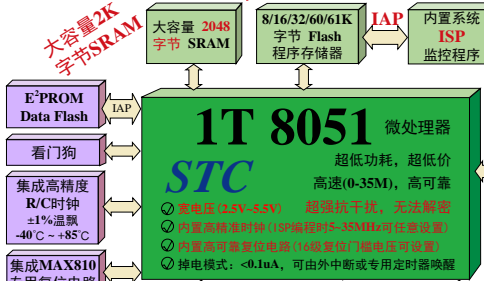 大容量2K
字节SRAM
大容量 2048
字节 SRAM
8/16/32/60/61K
字节 Flash
程序存储器
IAP
内置系统
ISP
监控程序
E²PROM
Data Flash
IAP
看门狗
集成高精度
R/C时钟
±1%温飘
-40℃ ~ +85℃
集成MAX810
专用复位电路
1T 8051 微处理器
STC
超低功耗，超低价
高速(0-35M)，高可靠
宽电压(2.5V~5.5V) 超强抗干扰，无法解密
内置高精准时钟(ISP编程时5~35MHz可任意设置)
内置高可靠复位电路(16级复位门槛电压可设置)
掉电模式：<0.1uA，可由外中断或专用定时器唤醒